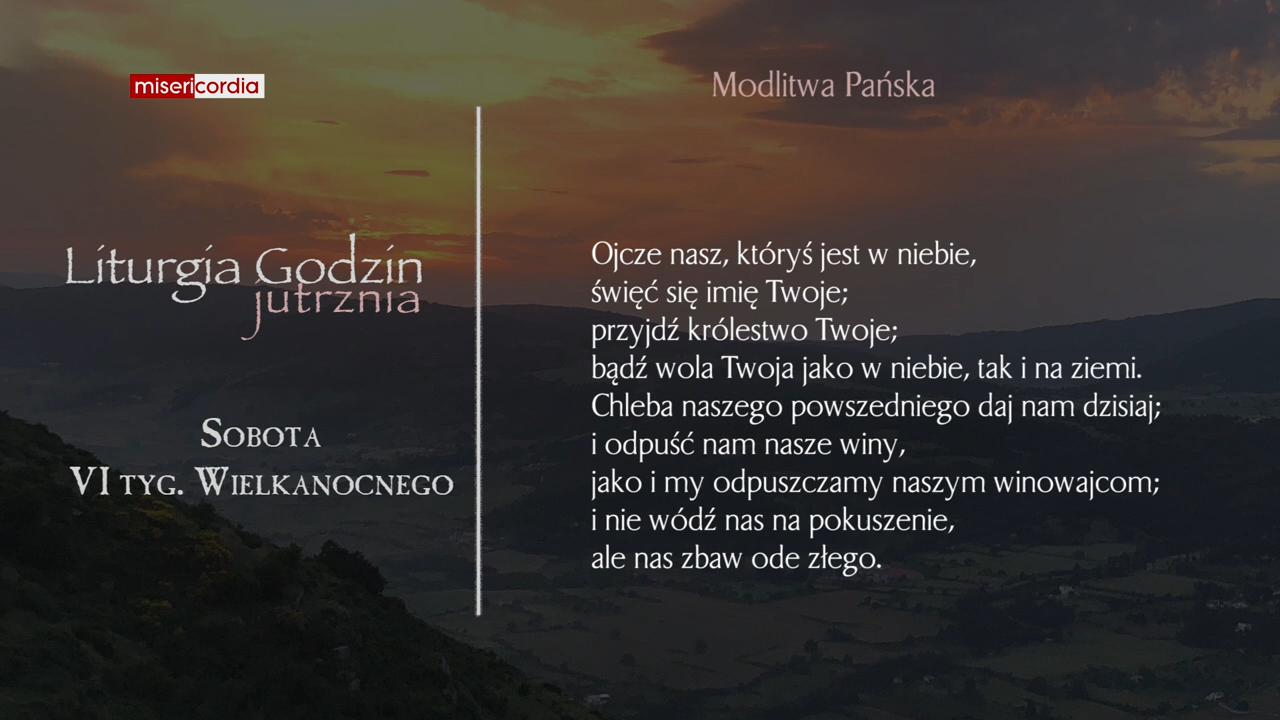 misericordia
Liturgia Godzin
jutrznia
Sobota
VI tyg. Wielkanocnego
Modlitwa Pańska
Ojcze nasz, któryś jest w niebie,
święć się imię Twoje;
przyjdź królestwo Twoje;
bądź wola Twoja jako w niebie, tak i na ziemi.
Chleba naszego powszedniego daj nam dzisiaj;
i odpuść nam nasze winy,
jako i my odpuszczamy naszym winowajcom;
i nie wódź nas na pokuszenie,
ale nas zbaw ode złego.